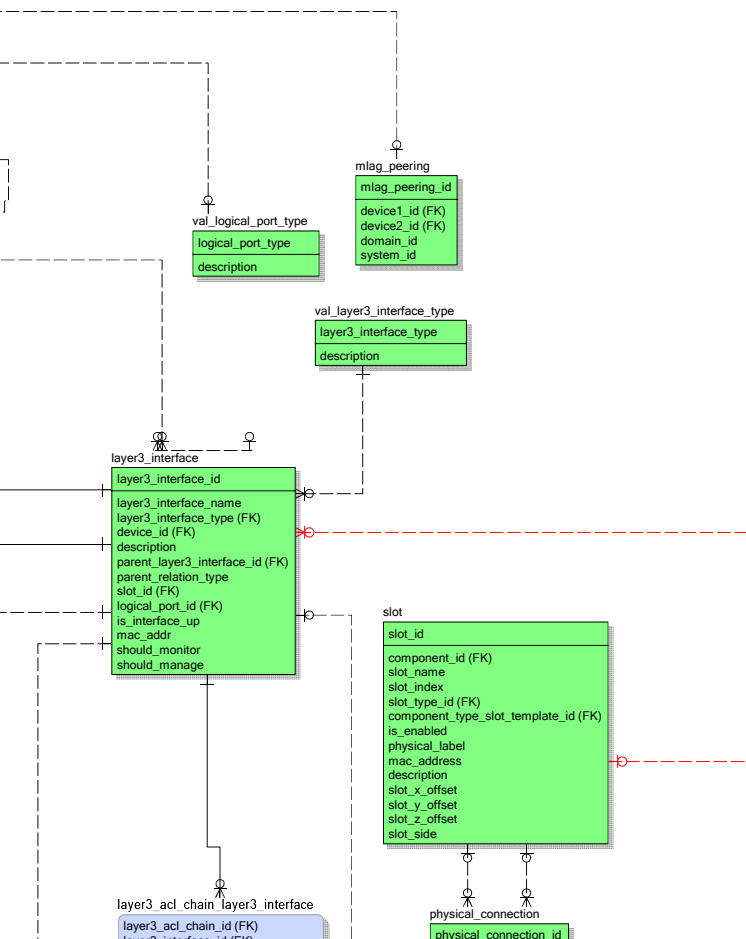 mlag_peering
mlag_peering_id
device1_id (FK)
device2_id (FK)
domain_id
system_id
val_logical_port_type
logical_port_type
description
val_layer3_interface_type
layer3_interface_type
description
layer3_interface
layer3_interface_id
layer3_interface_name
layer3_interface_type (FK)
device_id (FK)
description
parent_layer3_interface_id (FK)
parent_relation_type
slot_id (FK)
logical_port_id (FK)
is_interface_up
mac_addr
should_monitor
should_manage
slot
slot_id
component_id (FK)
slot_name
slot_index
slot_type_id (FK)
component_type_slot_template_id (FK)
is_enabled
physical_label
mac_address
description
slot_x_offset
slot_y_offset
slot_z_offset
slot_side
layer3_acl_chain_layer3_interface
layer3_acl_chain_id (FK)
layer3_interface_id (FK)
physical_connection
physical_connection_id